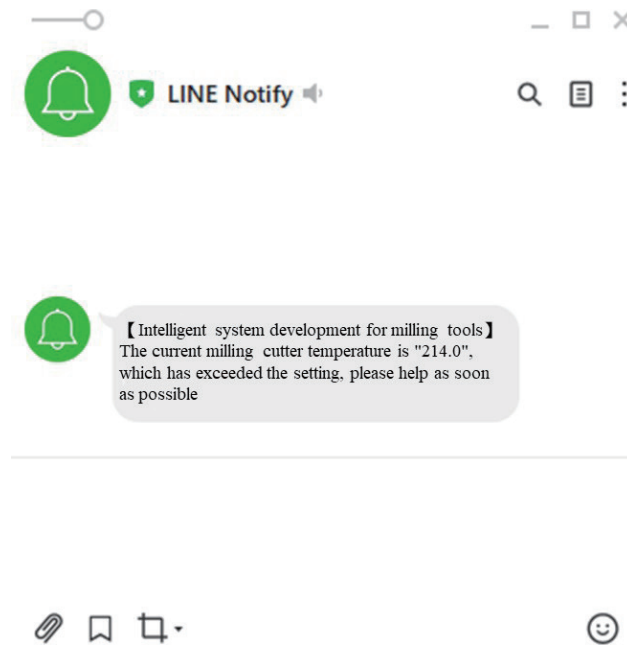 LINE Notify
【Intelligent system development for milling tools】
The current milling cutter temperature is "214.0",
which has exceeded the setting, please help as soon
as possible